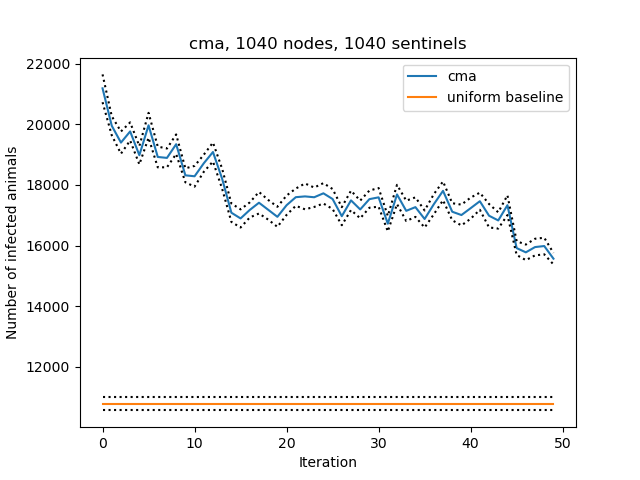 cma, 1040 nodes, 1040 sentinels
cma
uniform baseline
Number of infected animals
22000
20000
18000
16000
14000
12000
0 10 20 30 40 50
Iteration